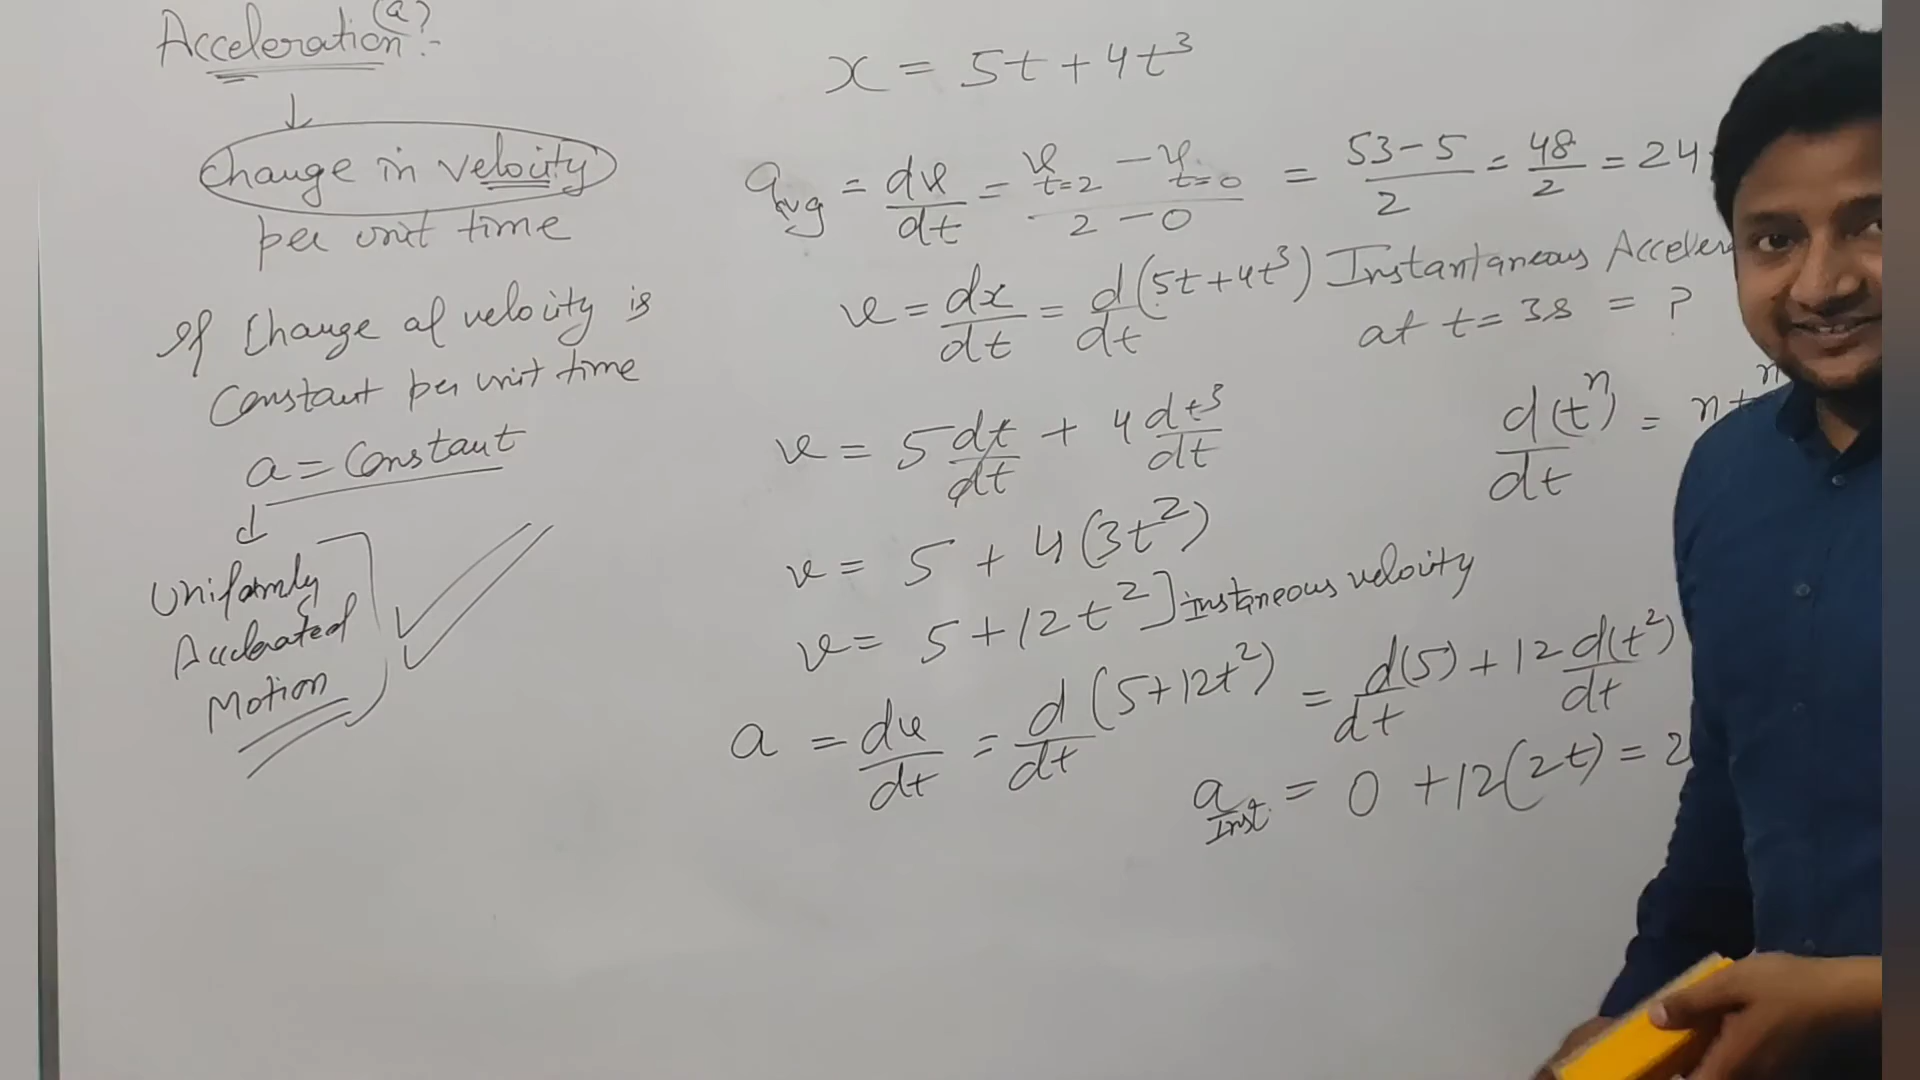 Acceleration (a) :-
↓
Change in velocity
per unit time
If Change of velocity is
Constant per unit time
a = Constant
↓
Uniformly
Acclerated
Motion
x = 5t + 4t³
a_avg = dv/dt = (v_{t=2} - v_{t=0})/(2 - 0) = (53 - 5)/2 = 48/2 = 24
v = dx/dt = d/dt (5t + 4t³)
Instantaneous Acceler
at t = 3s = ?
v = 5 dt/dt + 4 dt³/dt
d(tⁿ)/dt = n t ⁿ
v = 5 + 4(3t²)
v = 5 + 12t² ] instaneous velocity
a = dv/dt = d/dt (5 + 12t²) = d(5)/dt + 12 d(t²)/dt
a_Inst. = 0 + 12(2t) = 2